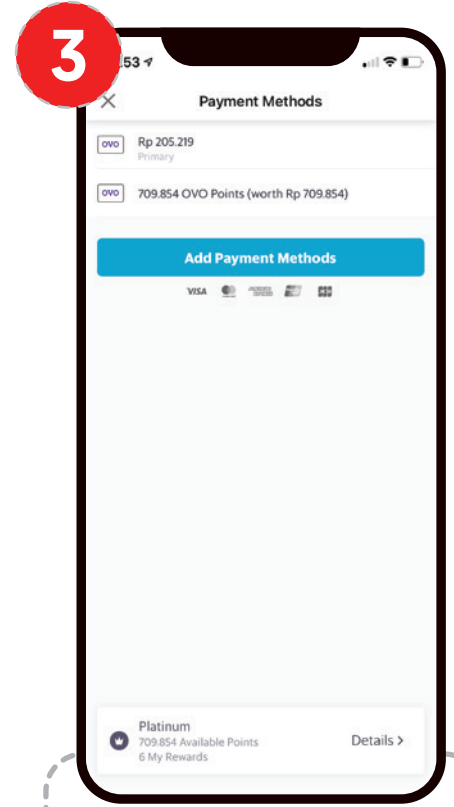 3
53
Payment Methods
OVO
Rp 205.219
Primary
OVO
709.854 OVO Points (worth Rp 709.854)
Add Payment Methods
VISA
Platinum
709.854 Available Points
6 My Rewards
Details >